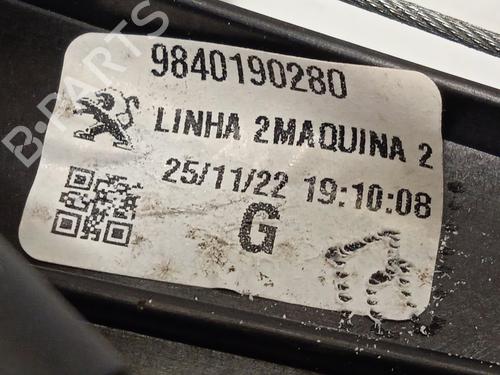 9840190280
LINHA 2MAQUINA 2
25/11/22 19:10:08
G
B-PARTS